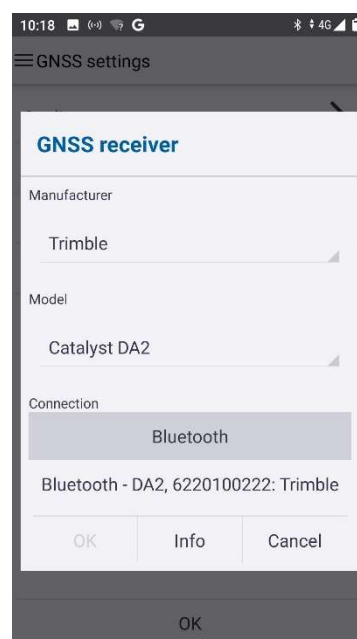 10:18 G 4G
GNSS settings
GNSS receiver
Manufacturer
Trimble
Model
Catalyst DA2
Connection
Bluetooth
Bluetooth - DA2, 6220100222: Trimble
OK Info Cancel
OK